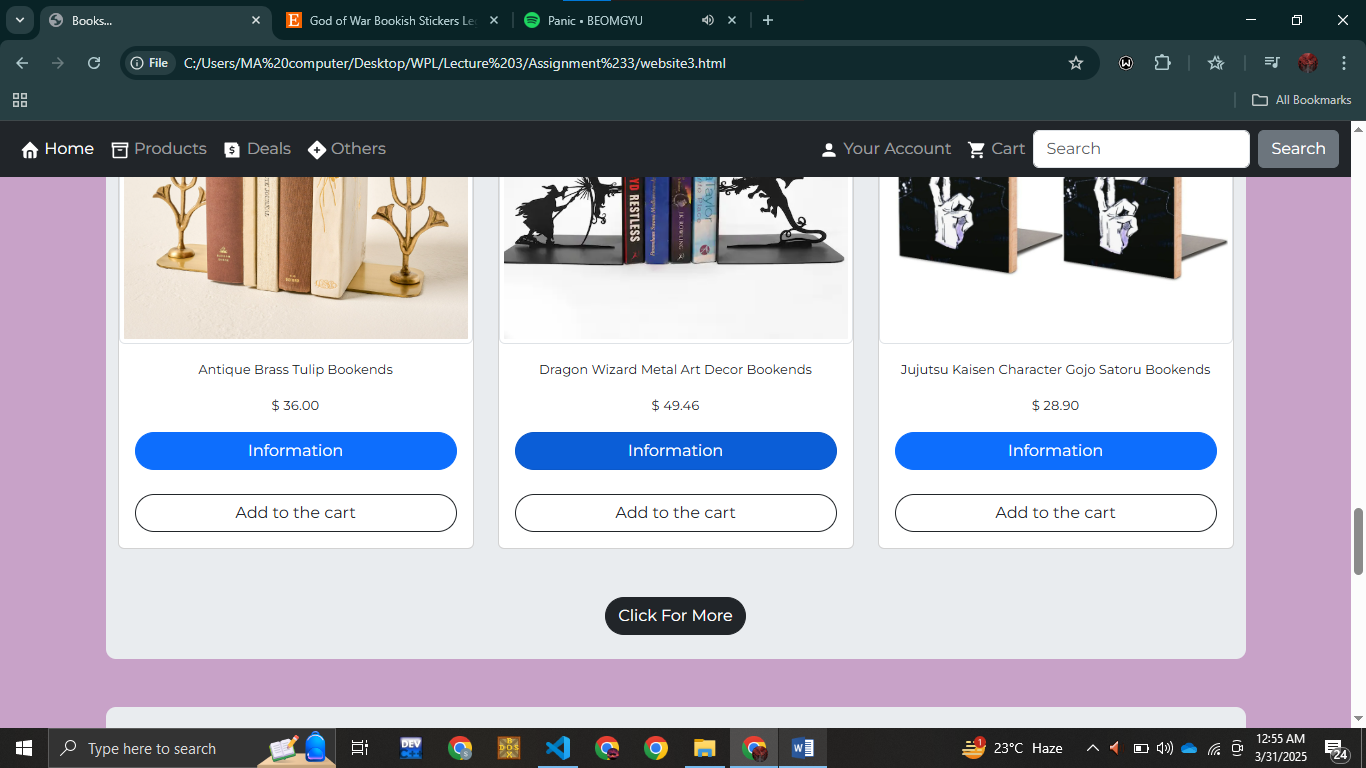 Books...
God of War Bookish Stickers Le
Panic • BEOMGYU
File
C:/Users/MA%20computer/Desktop/WPL/Lecture%203/Assignment%233/website3.html
All Bookmarks
Home Products Deals Others Your Account Cart Search Search
RESTLESS
Taylor
Antique Brass Tulip Bookends
$ 36.00
Information
Add to the cart
Dragon Wizard Metal Art Decor Bookends
$ 49.46
Information
Add to the cart
Jujutsu Kaisen Character Gojo Satoru Bookends
$ 28.90
Information
Add to the cart
Click For More
Type here to search
DEV
DOS
23°C Haze
12:55 AM
3/31/2025
24